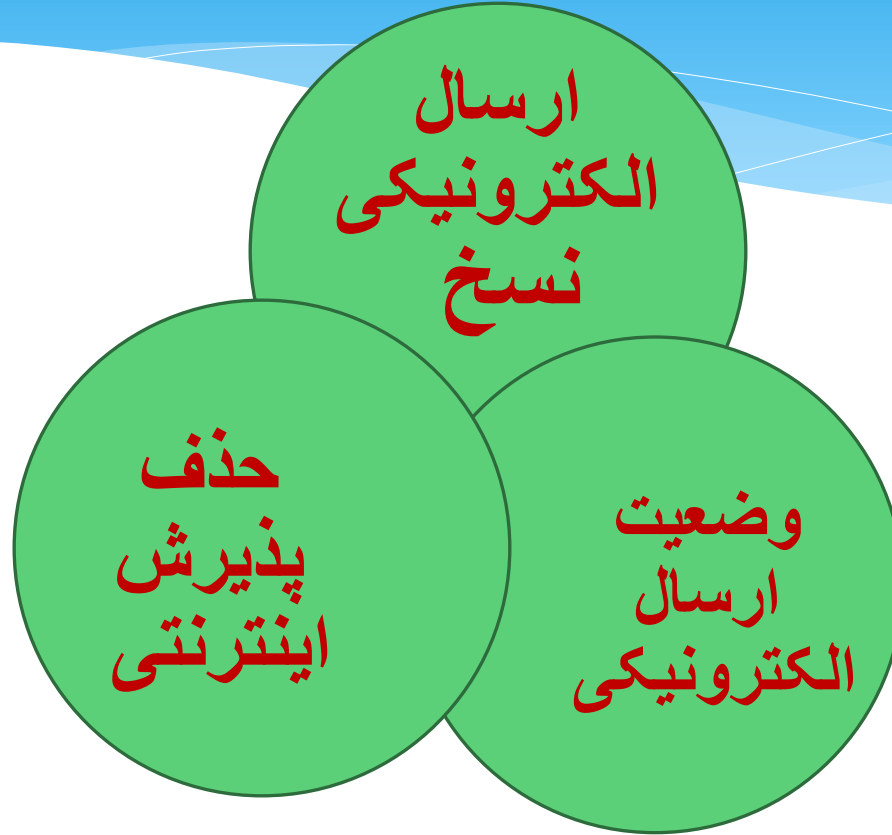 ارسال
الکترونیکی
نسخ
وضعیت
ارسال
الکترونیکی
حذف
پذیرش
اینترنتی